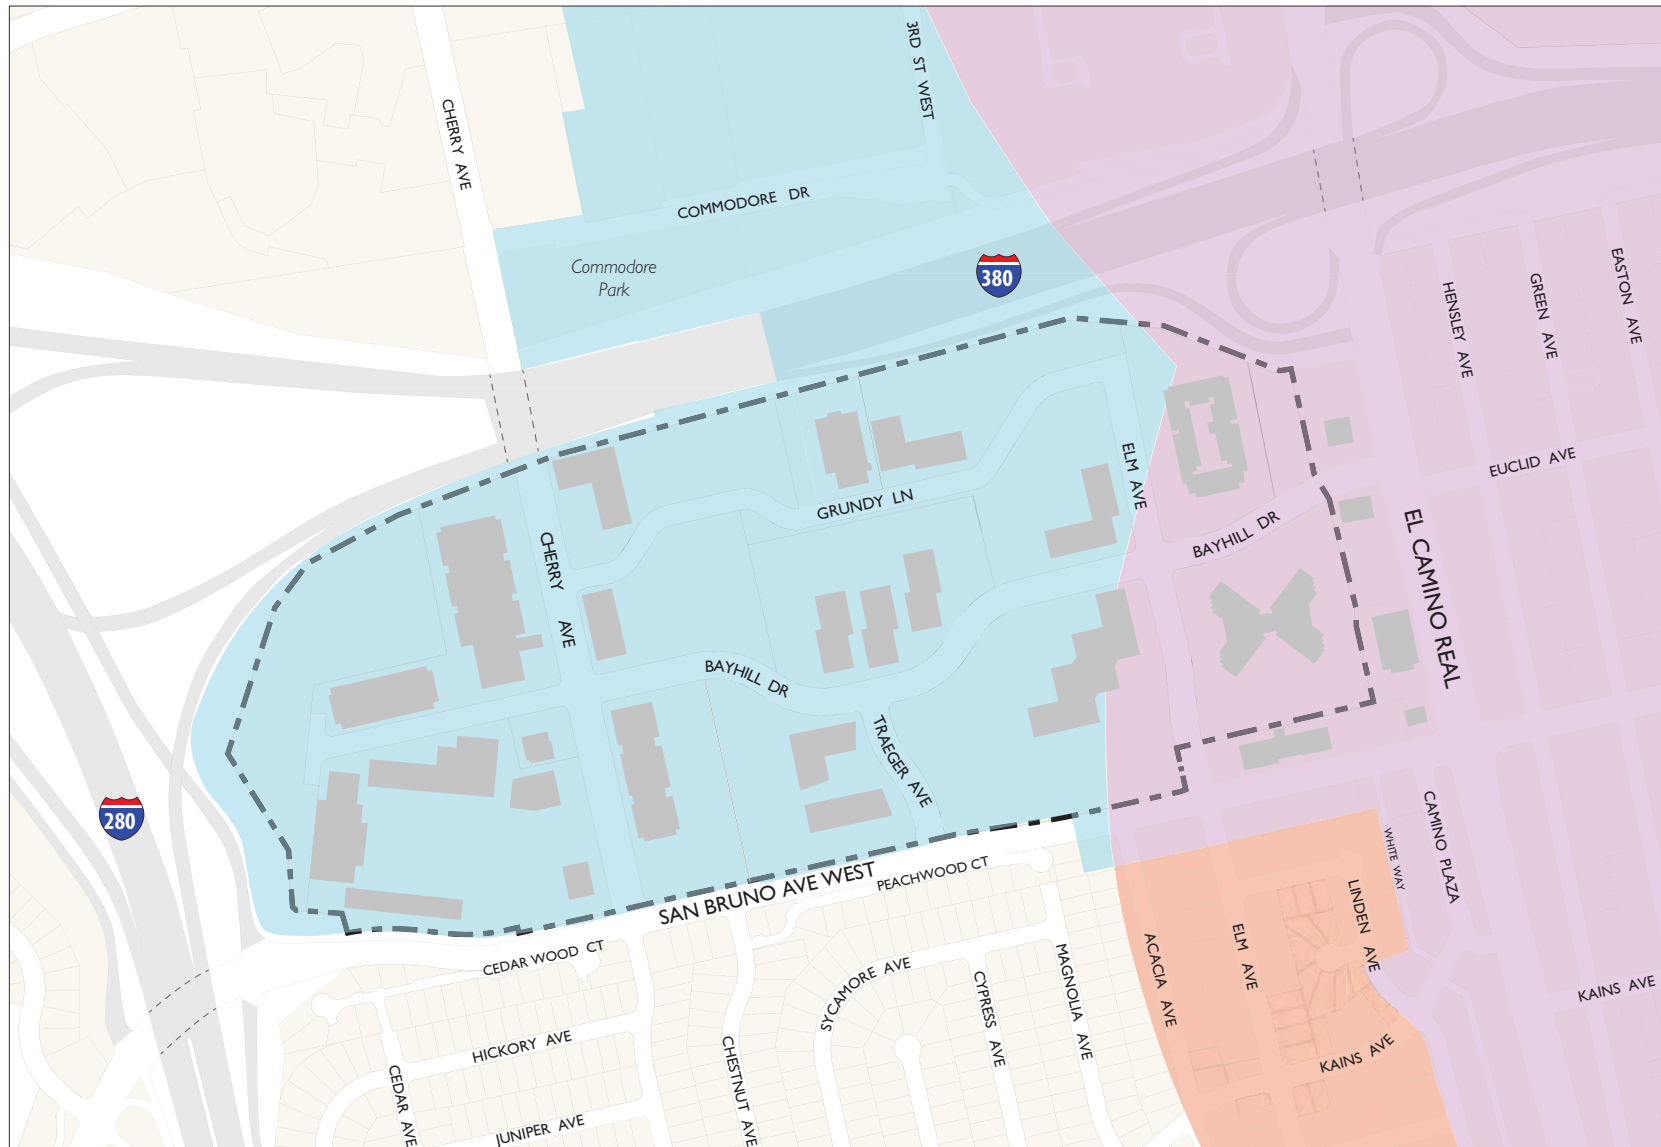 3RD ST WEST
CHERRY AVE
COMMODORE DR
Commodore
Park
380
HENSLEY AVE
GREEN AVE
EASTON AVE
EUCLID AVE
ELM AVE
GRUNDY LN
BAYHILL DR
EL CAMINO REAL
CHERRY AVE
BAYHILL DR
TRAEGER AVE
280
SAN BRUNO AVE WEST
PEACHWOOD CT
CEDAR WOOD CT
WHITE WAY
CAMINO PLAZA
LINDEN AVE
ELM AVE
ACACIA AVE
MAGNOLIA AVE
SYCAMORE AVE
CYPRESS AVE
KAINS AVE
KAINS AVE
HICKORY AVE
CHESTNUT AVE
CEDAR AVE
JUNIPER AVE